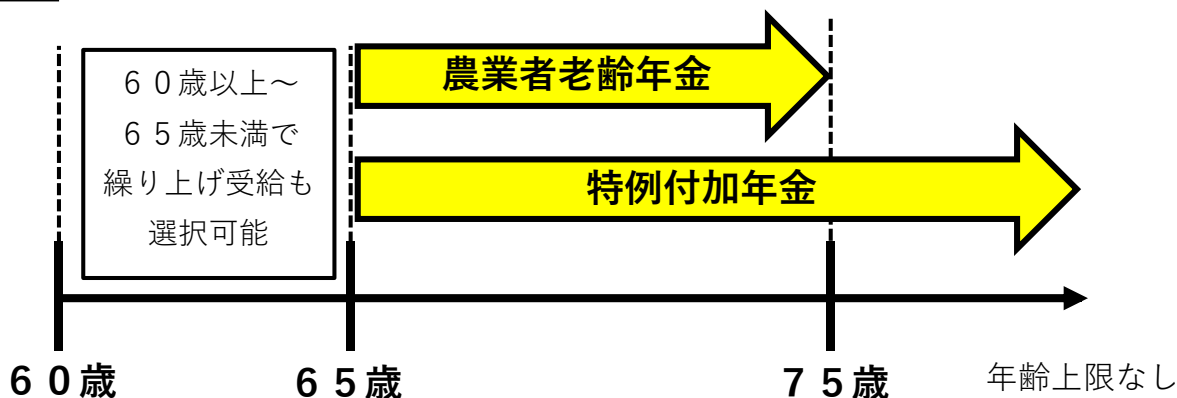 農業者老齢年金
６０歳以上～
６５歳未満で
繰り上げ受給も
選択可能
特例付加年金
６０歳
６５歳
７５歳
年齢上限なし